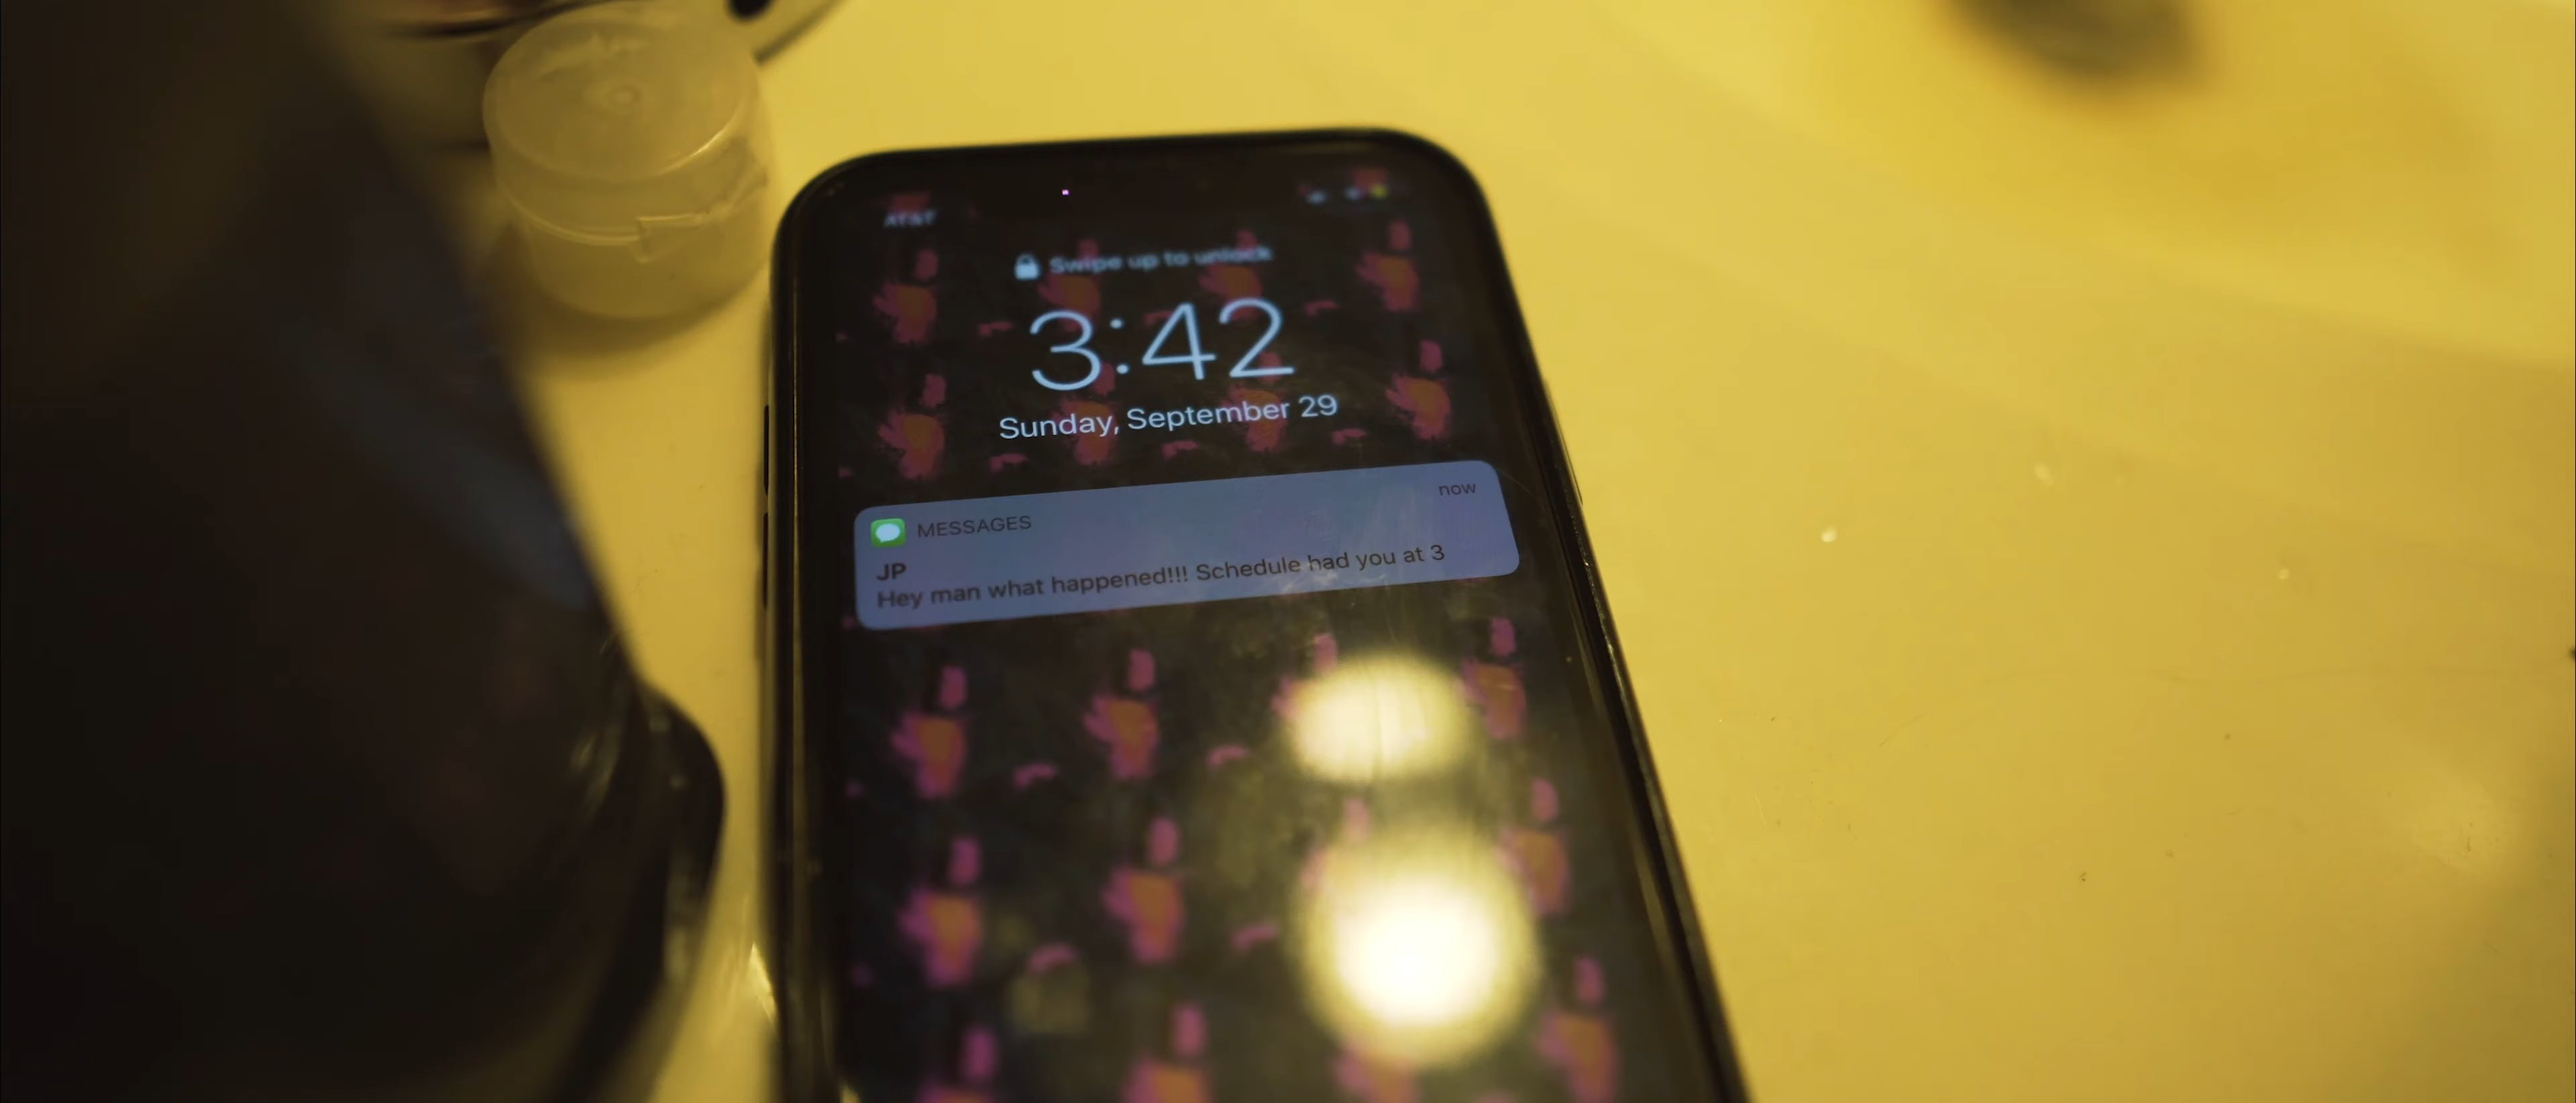 AT&T
Swipe up to unlock
3:42
Sunday, September 29
MESSAGES
now
JP
Hey man what happened!!! Schedule had you at 3